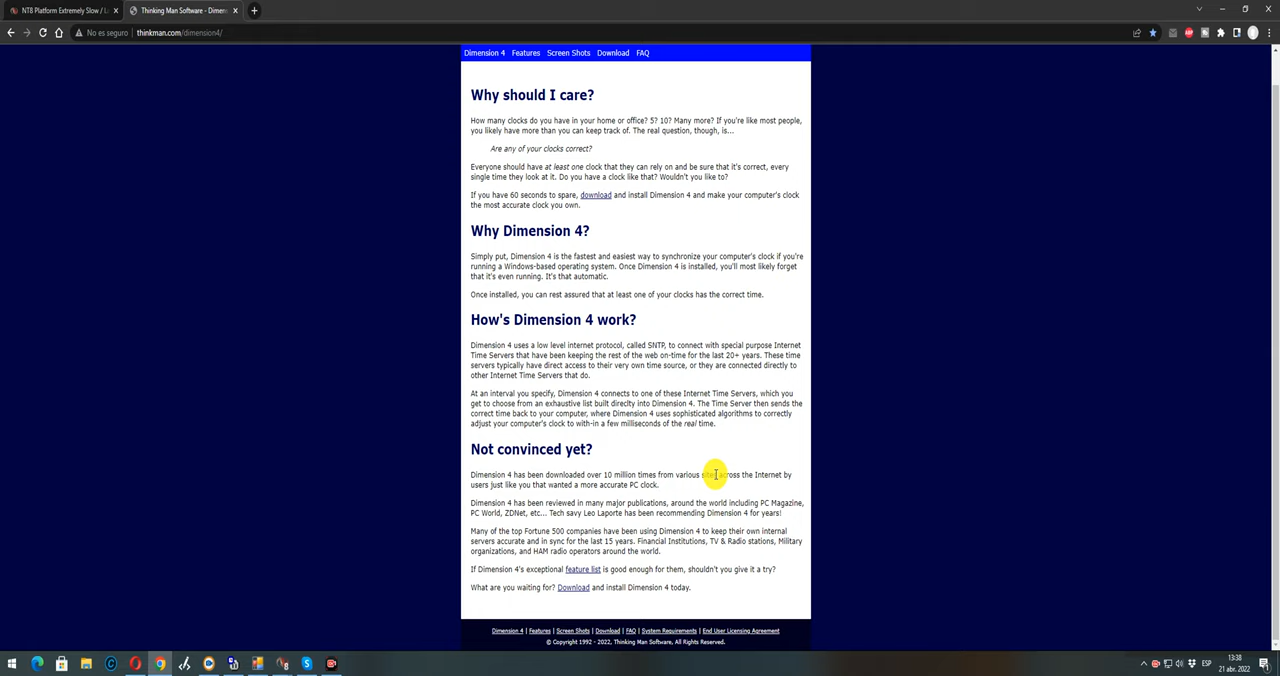 NT8 Platform Extremely Slow / L
Thinking Man Software - Dimen
No es seguro
thinkman.com/dimension4/
Dimension 4 Features Screen Shots Download FAQ
Why should I care?
How many clocks do you have in your home or office? 5? 10? Many more? If you're like most people,
you likely have more than you can keep track of. The real question, though, is...
Are any of your clocks correct?
Everyone should have at least one clock that they can rely on and be sure that it's correct, every
single time they look at it. Do you have a clock like that? Wouldn't you like to?
If you have 60 seconds to spare, download and install Dimension 4 and make your computer's clock
the most accurate clock you own.
Why Dimension 4?
Simply put, Dimension 4 is the fastest and easiest way to synchronize your computer's clock if you're
running a Windows-based operating system. Once Dimension 4 is installed, you'll most likely forget
that it's even running. It's that automatic.
Once installed, you can rest assured that at least one of your clocks has the correct time.
How's Dimension 4 work?
Dimension 4 uses a low level internet protocol, called SNTP, to connect with special purpose Internet
Time Servers that have been keeping the rest of the web on-time for the last 20+ years. These time
servers typically have direct access to their very own time source, or they are connected directly to
other Internet Time Servers that do.
At an interval you specify, Dimension 4 connects to one of these Internet Time Servers, which you
get to choose from an exhaustive list built direclty into Dimension 4. The Time Server then sends the
correct time back to your computer, where Dimension 4 uses sophisticated algorithms to correctly
adjust your computer's clock to with-in a few milliseconds of the real time.
Not convinced yet?
Dimension 4 has been downloaded over 10 million times from various sites across the Internet by
users just like you that wanted a more accurate PC clock.
Dimension 4 has been reviewed in many major publications, around the world including PC Magazine,
PC World, ZDNet, etc... Tech savy Leo Laporte has been recommending Dimension 4 for years!
Many of the top Fortune 500 companies have been using Dimension 4 to keep their own internal
servers accurate and in sync for the last 15 years. Financial Institutions, TV & Radio stations, Military
organizations, and HAM radio operators around the world.
If Dimension 4's exceptional feature list is good enough for them, shouldn't you give it a try?
What are you waiting for? Download and install Dimension 4 today.
Dimension 4 | Features | Screen Shots | Download | FAQ | System Requirements | End User Licensing Agreement
© Copyright 1992 - 2022, Thinking Man Software, All Rights Reserved.
ESP
13:38
21 abr. 2022